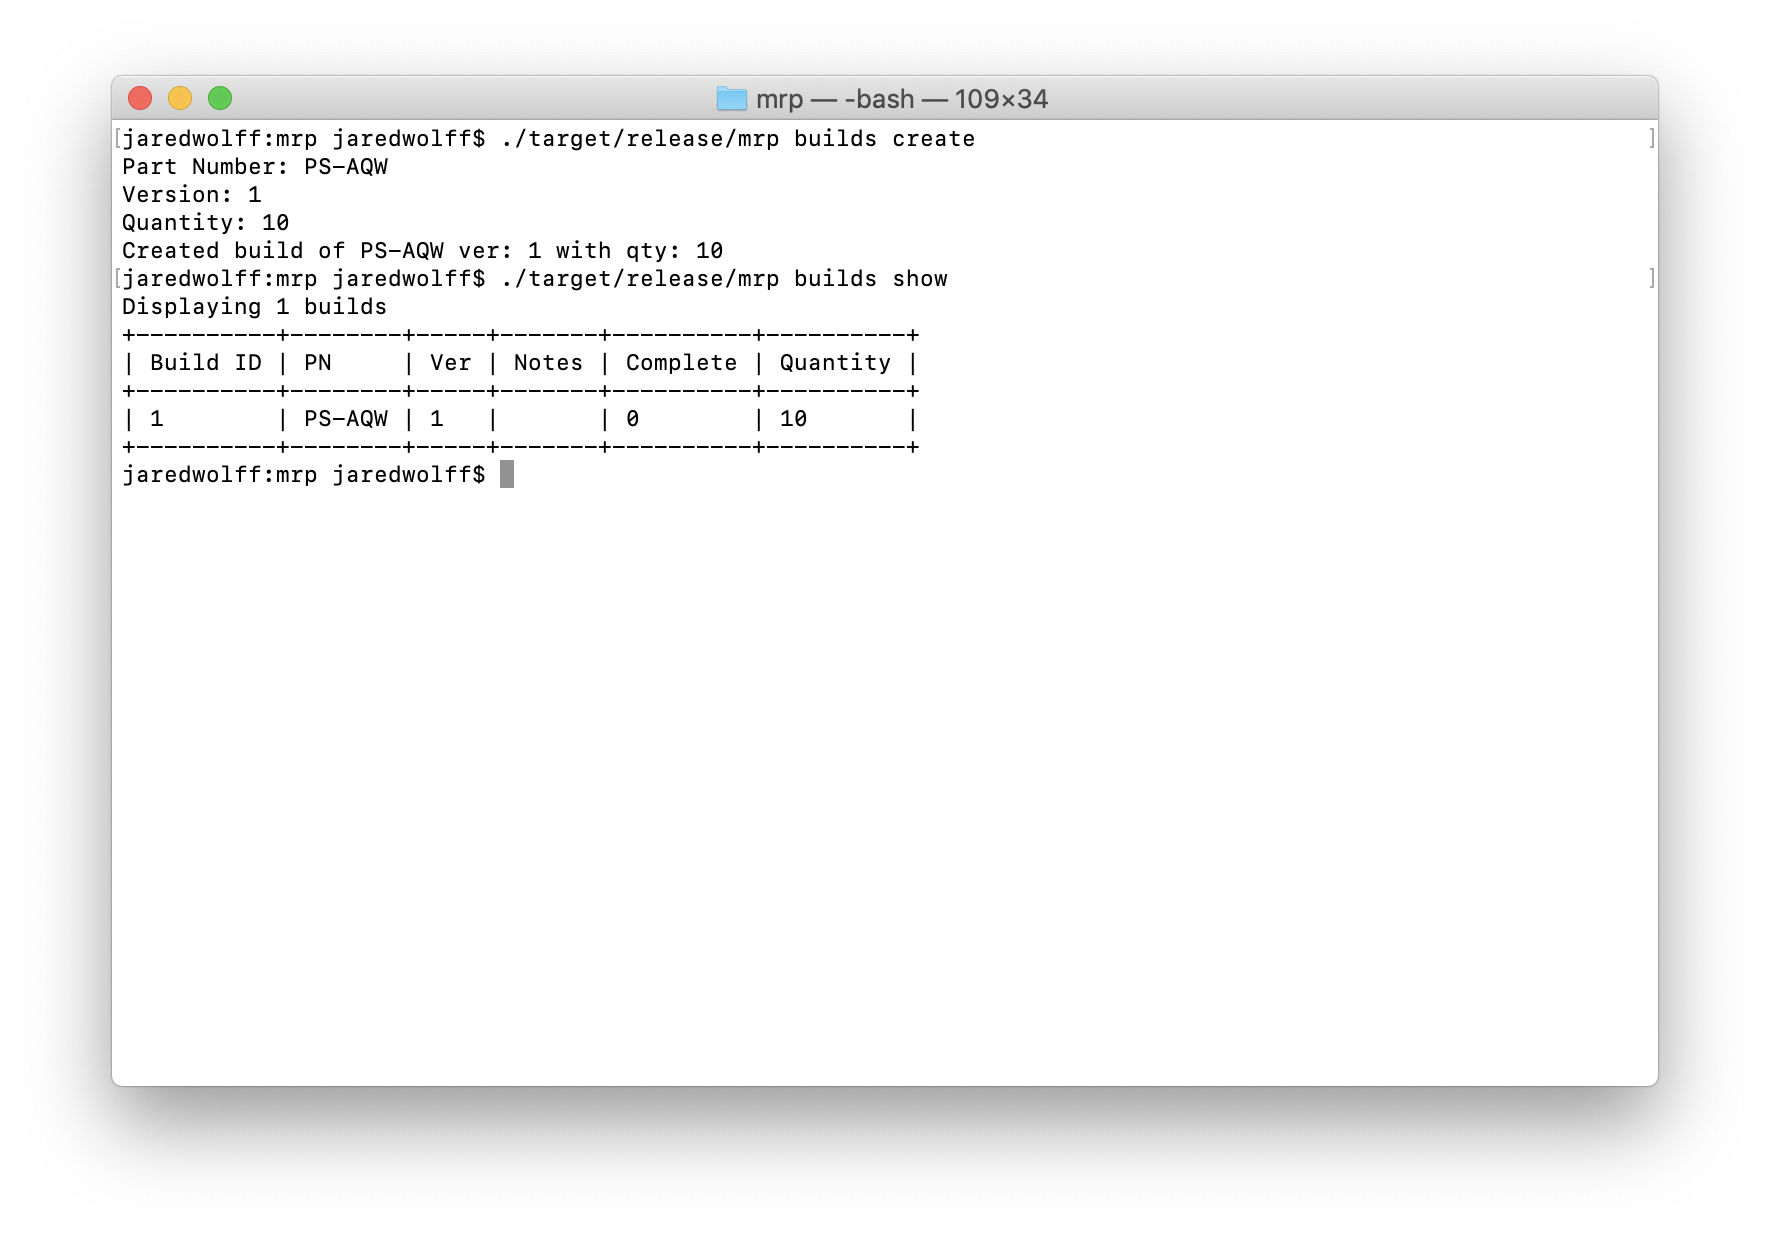 mrp — -bash — 109×34
[jaredwolff:mrp jaredwolff$ ./target/release/mrp builds create ]
Part Number: PS-AQW
Version: 1
Quantity: 10
Created build of PS-AQW ver: 1 with qty: 10
[jaredwolff:mrp jaredwolff$ ./target/release/mrp builds show ]
Displaying 1 builds
+----------+--------+-----+-------+----------+----------+
| Build ID | PN     | Ver | Notes | Complete | Quantity |
+----------+--------+-----+-------+----------+----------+
| 1        | PS-AQW | 1   |       | 0        | 10       |
+----------+--------+-----+-------+----------+----------+
jaredwolff:mrp jaredwolff$